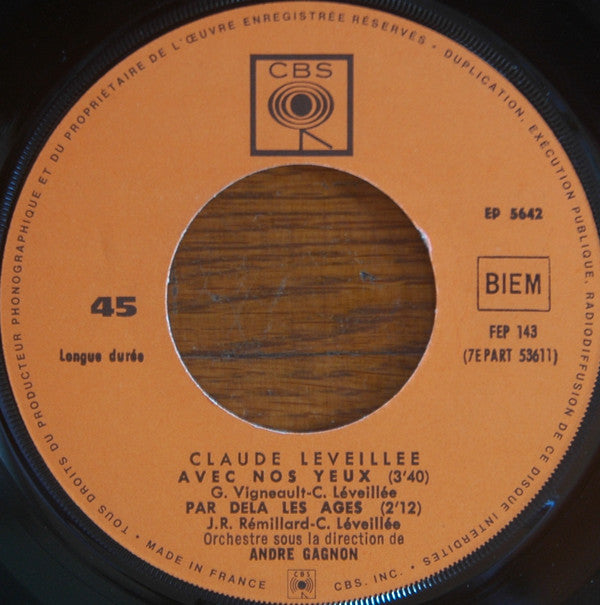 TOUS DROITS DU PRODUCTEUR PHONOGRAPHIQUE ET DU PROPRIÉTAIRE DE L'ŒUVRE ENREGISTRÉE RÉSERVÉS • DUPLICATION, EXÉCUTION PUBLIQUE, RADIODIFFUSION DE CE DISQUE INTERDITES •
CBS
EP 5642
45
BIEM
Longue durée
FEP 143
(7E PART 53611)
CLAUDE LEVEILLEE
AVEC NOS YEUX (3'40)
G. Vigneault-C. Léveillée
PAR DELA LES AGES (2'12)
J.R. Rémillard-C. Léveillée
Orchestre sous la direction de
ANDRE GAGNON
MADE IN FRANCE
CBS
CBS. INC. •